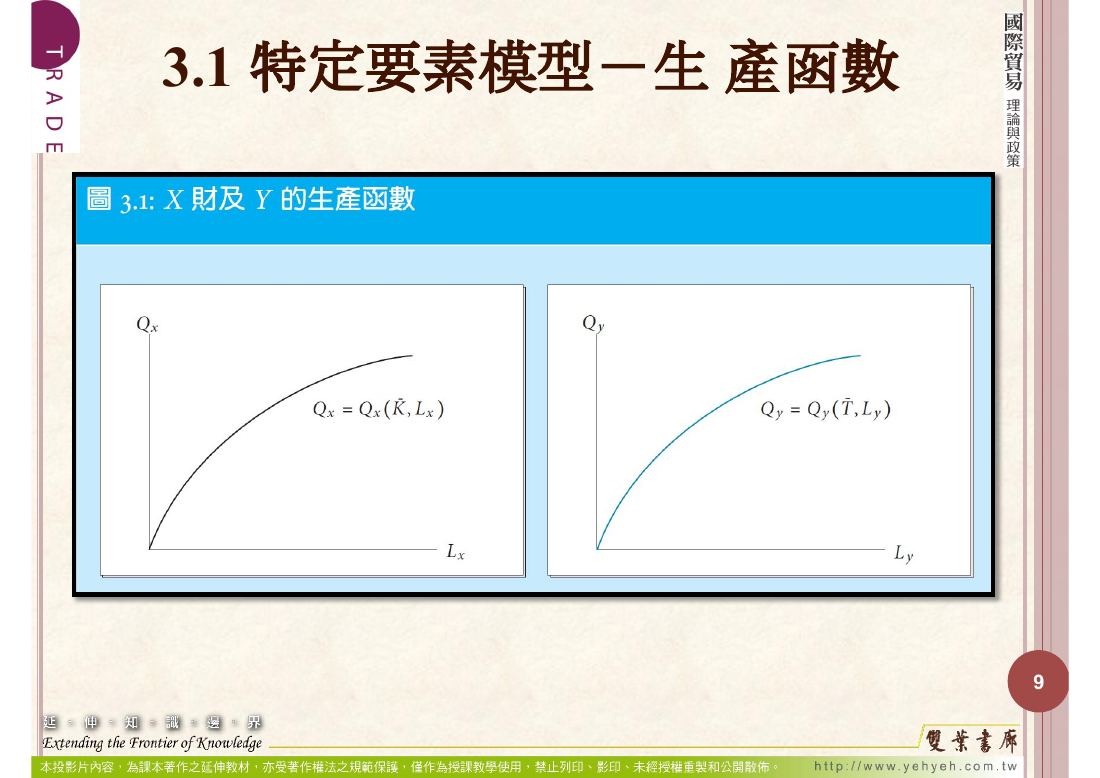 TRADE
3.1 特定要素模型－生 產函數
國際貿易 理論與政策
圖 3.1: X 財及 Y 的生產函數
Qx
Qx = Qx(K̄, Lx)
Lx
Qy
Qy = Qy(T̄, Ly)
Ly
9
延・伸・知・識・邊・界
Extending the Frontier of Knowledge
雙葉書廊
本投影片內容，為課本著作之延伸教材，亦受著作權法之規範保護，僅作為授課教學使用，禁止列印、影印、未經授權重製和公開散佈。
http://www.yehyeh.com.tw